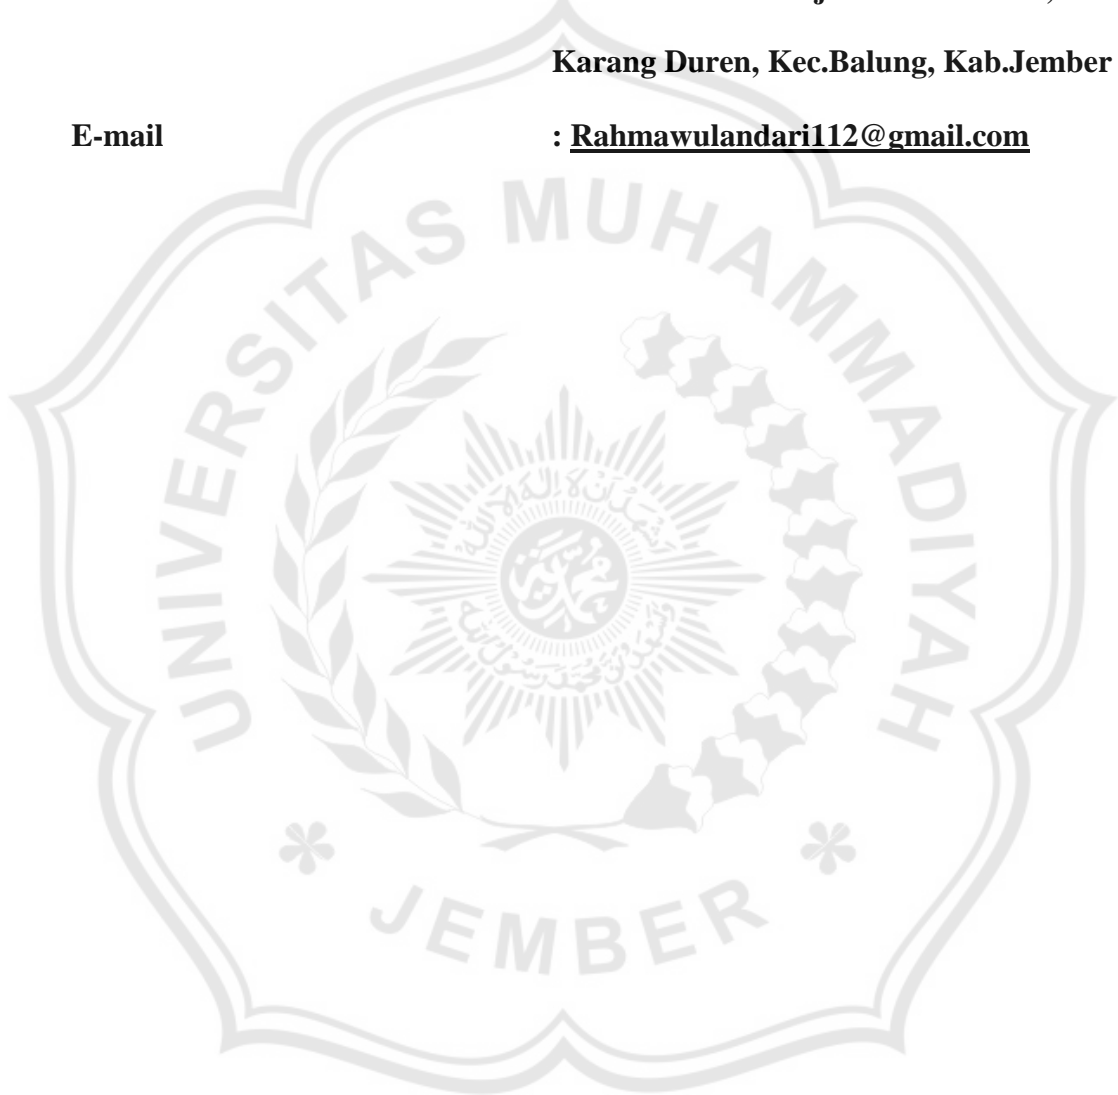 Karang Duren, Kec.Balung, Kab.Jember
E-mail : Rahmawulandari112@gmail.com
UNIVERSITAS MUHAMMADIYAH
JEMBER